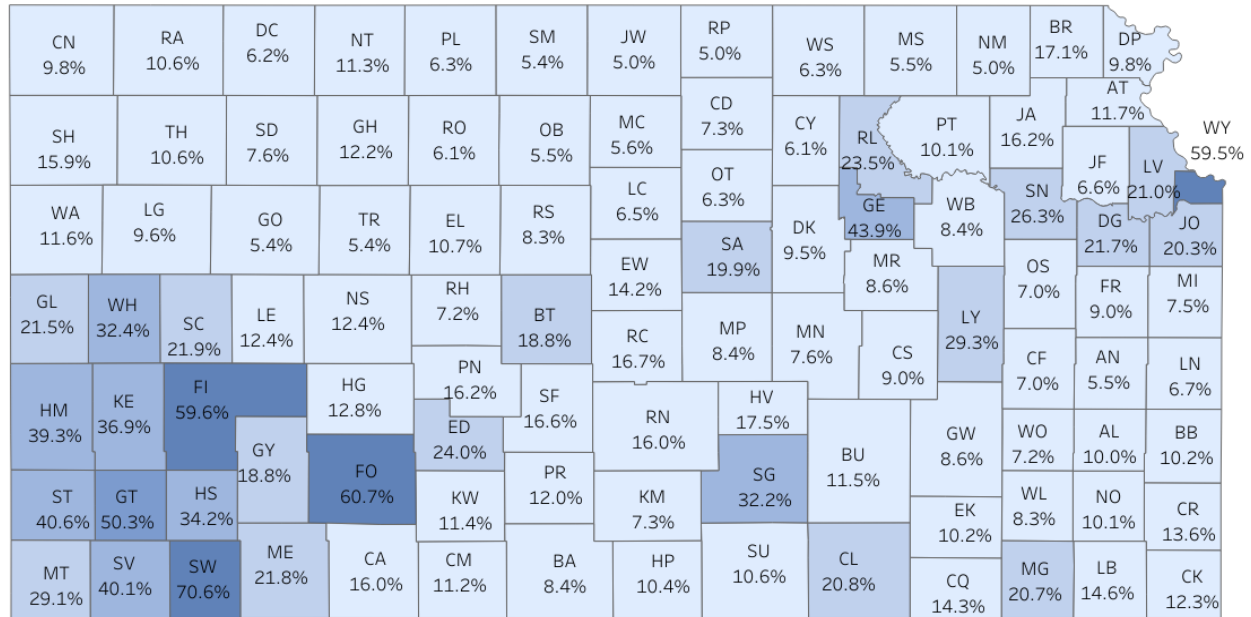 CN
9.8%
RA
10.6%
DC
6.2%
NT
11.3%
PL
6.3%
SM
5.4%
JW
5.0%
RP
5.0%
WS
6.3%
MS
5.5%
NM
5.0%
BR
17.1%
DP
9.8%
SH
15.9%
TH
10.6%
SD
7.6%
GH
12.2%
RO
6.1%
OB
5.5%
MC
5.6%
CD
7.3%
CY
6.1%
RL
23.5%
PT
10.1%
JA
16.2%
AT
11.7%
WY
59.5%
JF
6.6%
LV
21.0%
LC
6.5%
OT
6.3%
WA
11.6%
LG
9.6%
GO
5.4%
TR
5.4%
EL
10.7%
RS
8.3%
EW
14.2%
SA
19.9%
DK
9.5%
GE
43.9%
WB
8.4%
SN
26.3%
DG
21.7%
JO
20.3%
GL
21.5%
WH
32.4%
SC
21.9%
LE
12.4%
NS
12.4%
RH
7.2%
BT
18.8%
RC
16.7%
MP
8.4%
MN
7.6%
MR
8.6%
CS
9.0%
LY
29.3%
OS
7.0%
FR
9.0%
MI
7.5%
HM
39.3%
KE
36.9%
FI
59.6%
HG
12.8%
PN
16.2%
SF
16.6%
RN
16.0%
HV
17.5%
CF
7.0%
AN
5.5%
LN
6.7%
GY
18.8%
FO
60.7%
ED
24.0%
SG
32.2%
BU
11.5%
GW
8.6%
WO
7.2%
AL
10.0%
BB
10.2%
ST
40.6%
GT
50.3%
HS
34.2%
KW
11.4%
PR
12.0%
KM
7.3%
EK
10.2%
WL
8.3%
NO
10.1%
CR
13.6%
MT
29.1%
SV
40.1%
SW
70.6%
ME
21.8%
CA
16.0%
CM
11.2%
BA
8.4%
HP
10.4%
SU
10.6%
CL
20.8%
CQ
14.3%
MG
20.7%
LB
14.6%
CK
12.3%